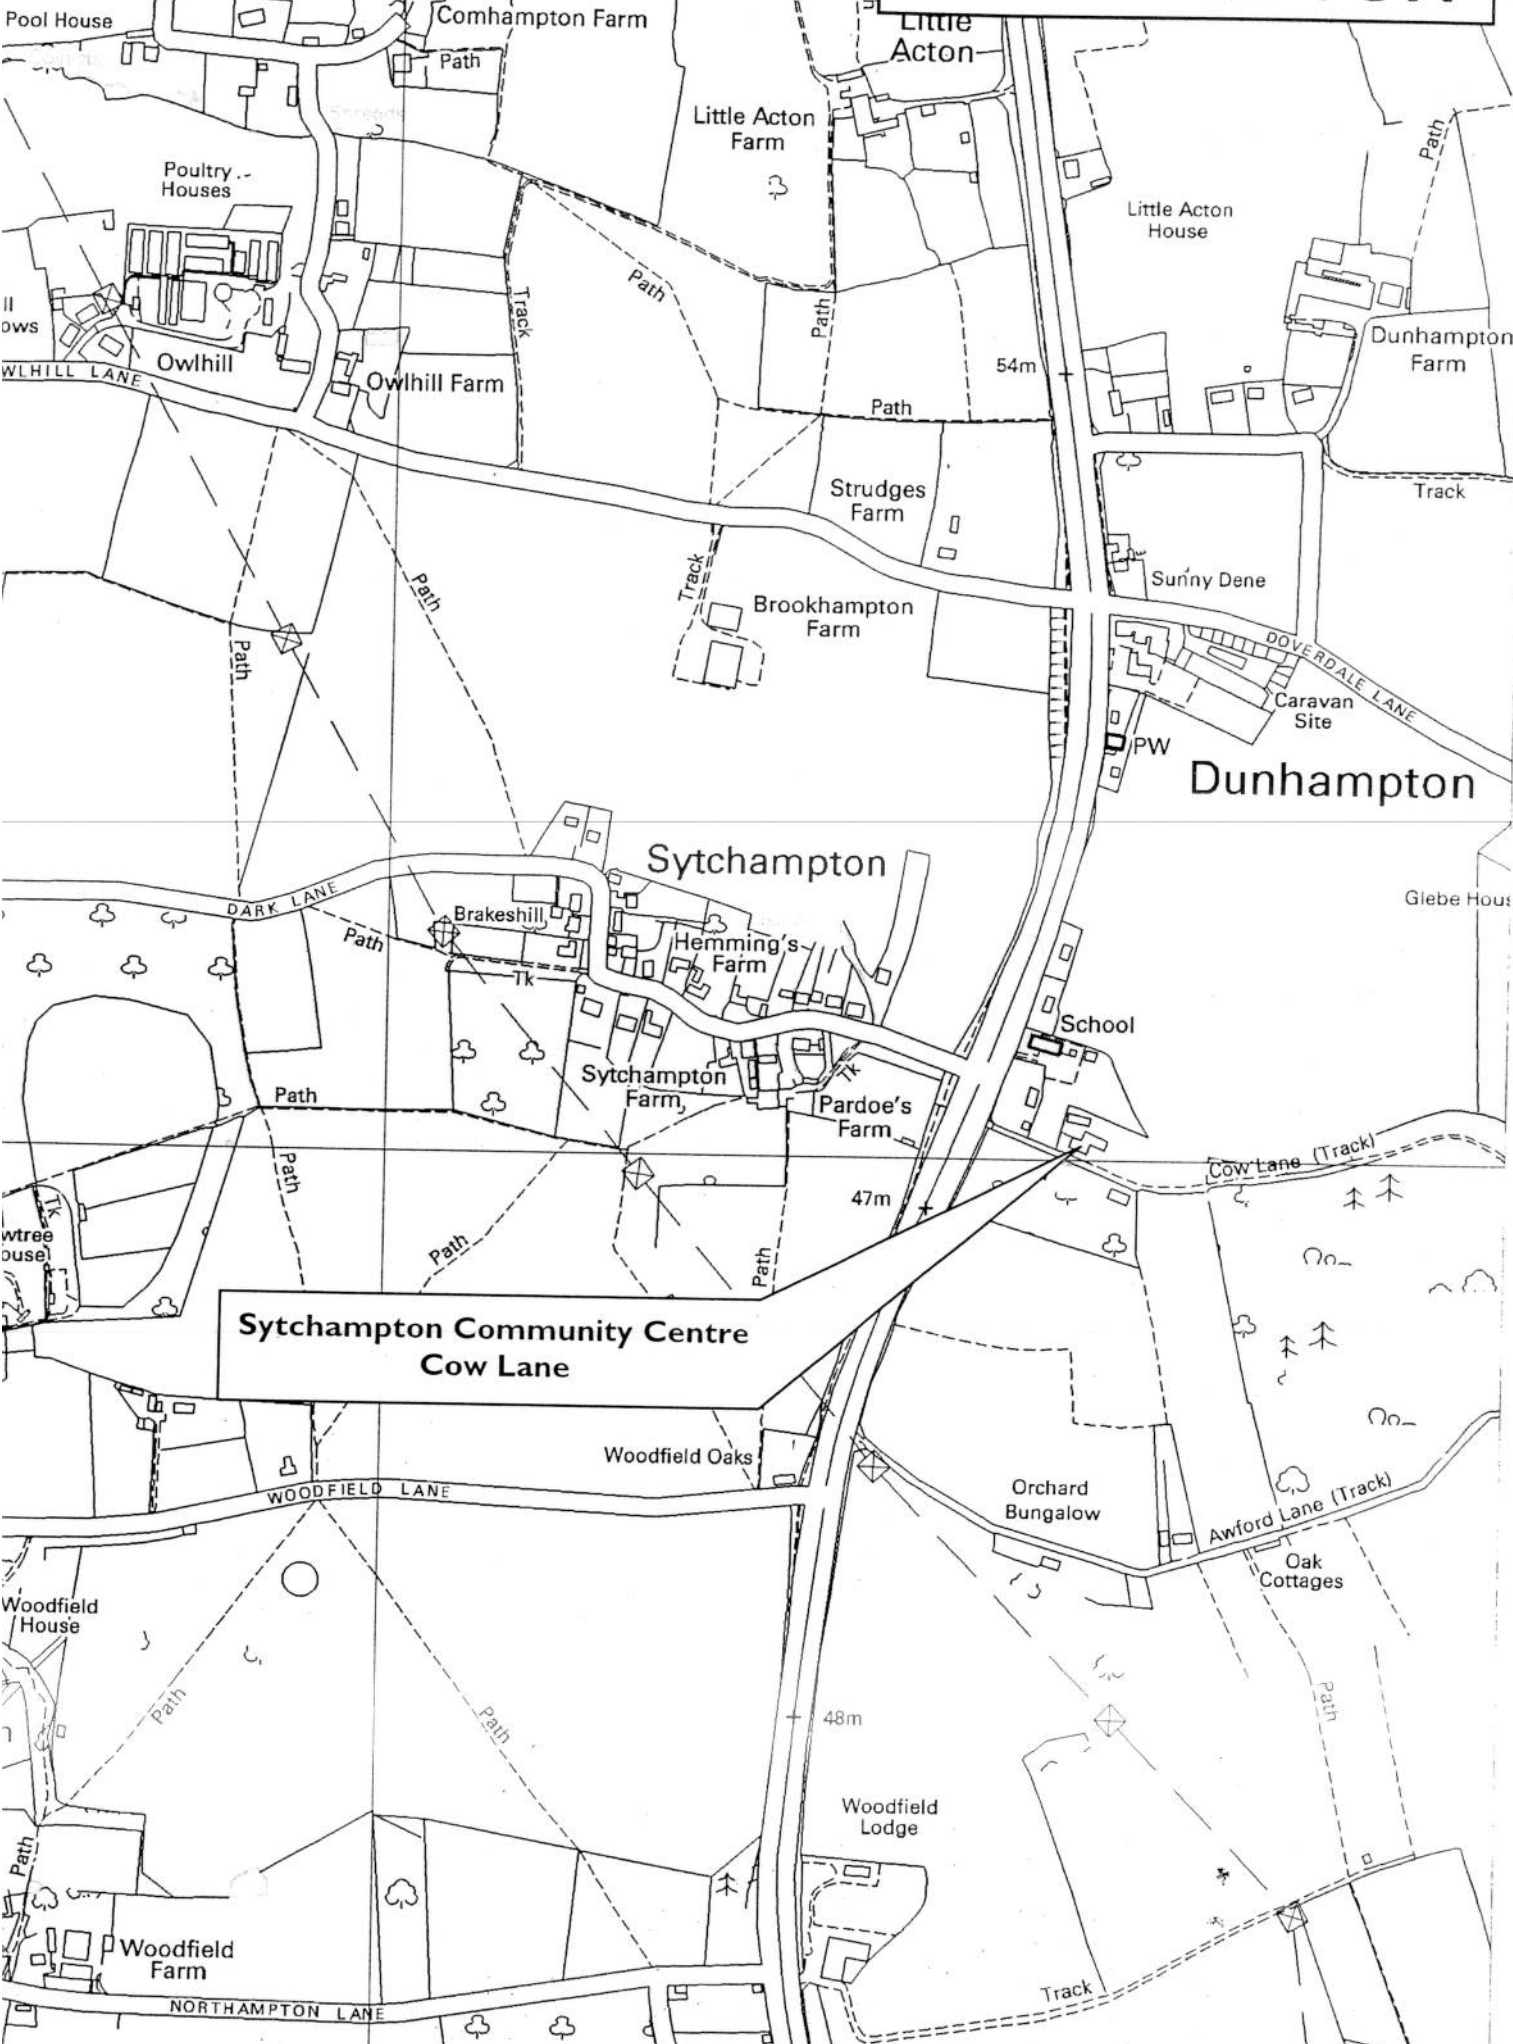 Pool House
Comhampton Farm
Path
Little
Acton
Little Acton
Farm
Path
Poultry
Houses
Little Acton
House
Path
Track
Path
Owlhill
Owlhill Farm
54m
Dunhampton
Farm
Path
Track
Strudges
Farm
Path
Track
Sunny Dene
Brookhampton
Farm
Path
DOVERDALE LANE
Caravan
Site
PW
Dunhampton
Sytchampton
DARK LANE
Brakeshill
Path
Hemming's
Farm
Tk
School
Sytchampton
Farm
Tk
Path
Pardoe's
Farm
Cow Lane (Track)
Path
Tk
47m
Path
Path
Sytchampton Community Centre
Cow Lane
Woodfield Oaks
WOODFIELD LANE
Orchard
Bungalow
Awford Lane (Track)
Oak
Cottages
Woodfield
House
Path
Path
Path
48m
Woodfield
Lodge
Path
Woodfield
Farm
Track
NORTHAMPTON LANE